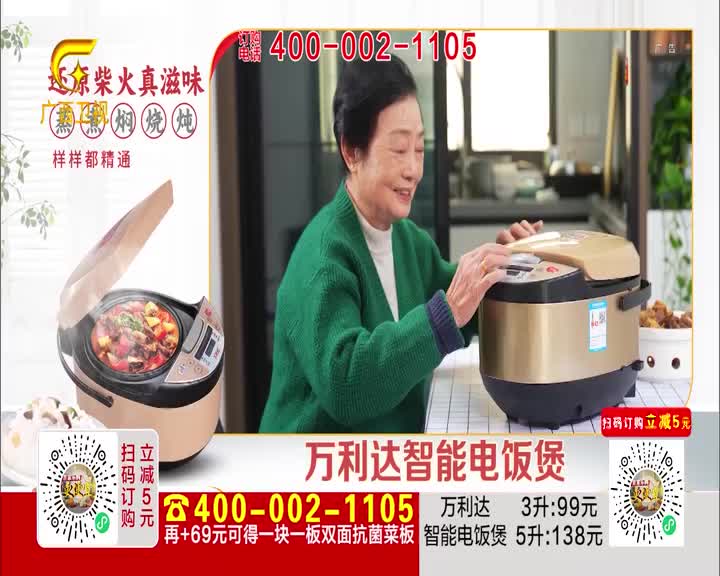 订购电话 400-002-1105
广告
还原柴火真滋味
广西卫视
蒸煮焖烧炖
样样都精通
扫码订购立减5元
万利达智能电饭煲
立减5元
扫码订购
☎400-002-1105
再+69元可得一块一板双面抗菌菜板
万利达 3升:99元
智能电饭煲 5升:138元